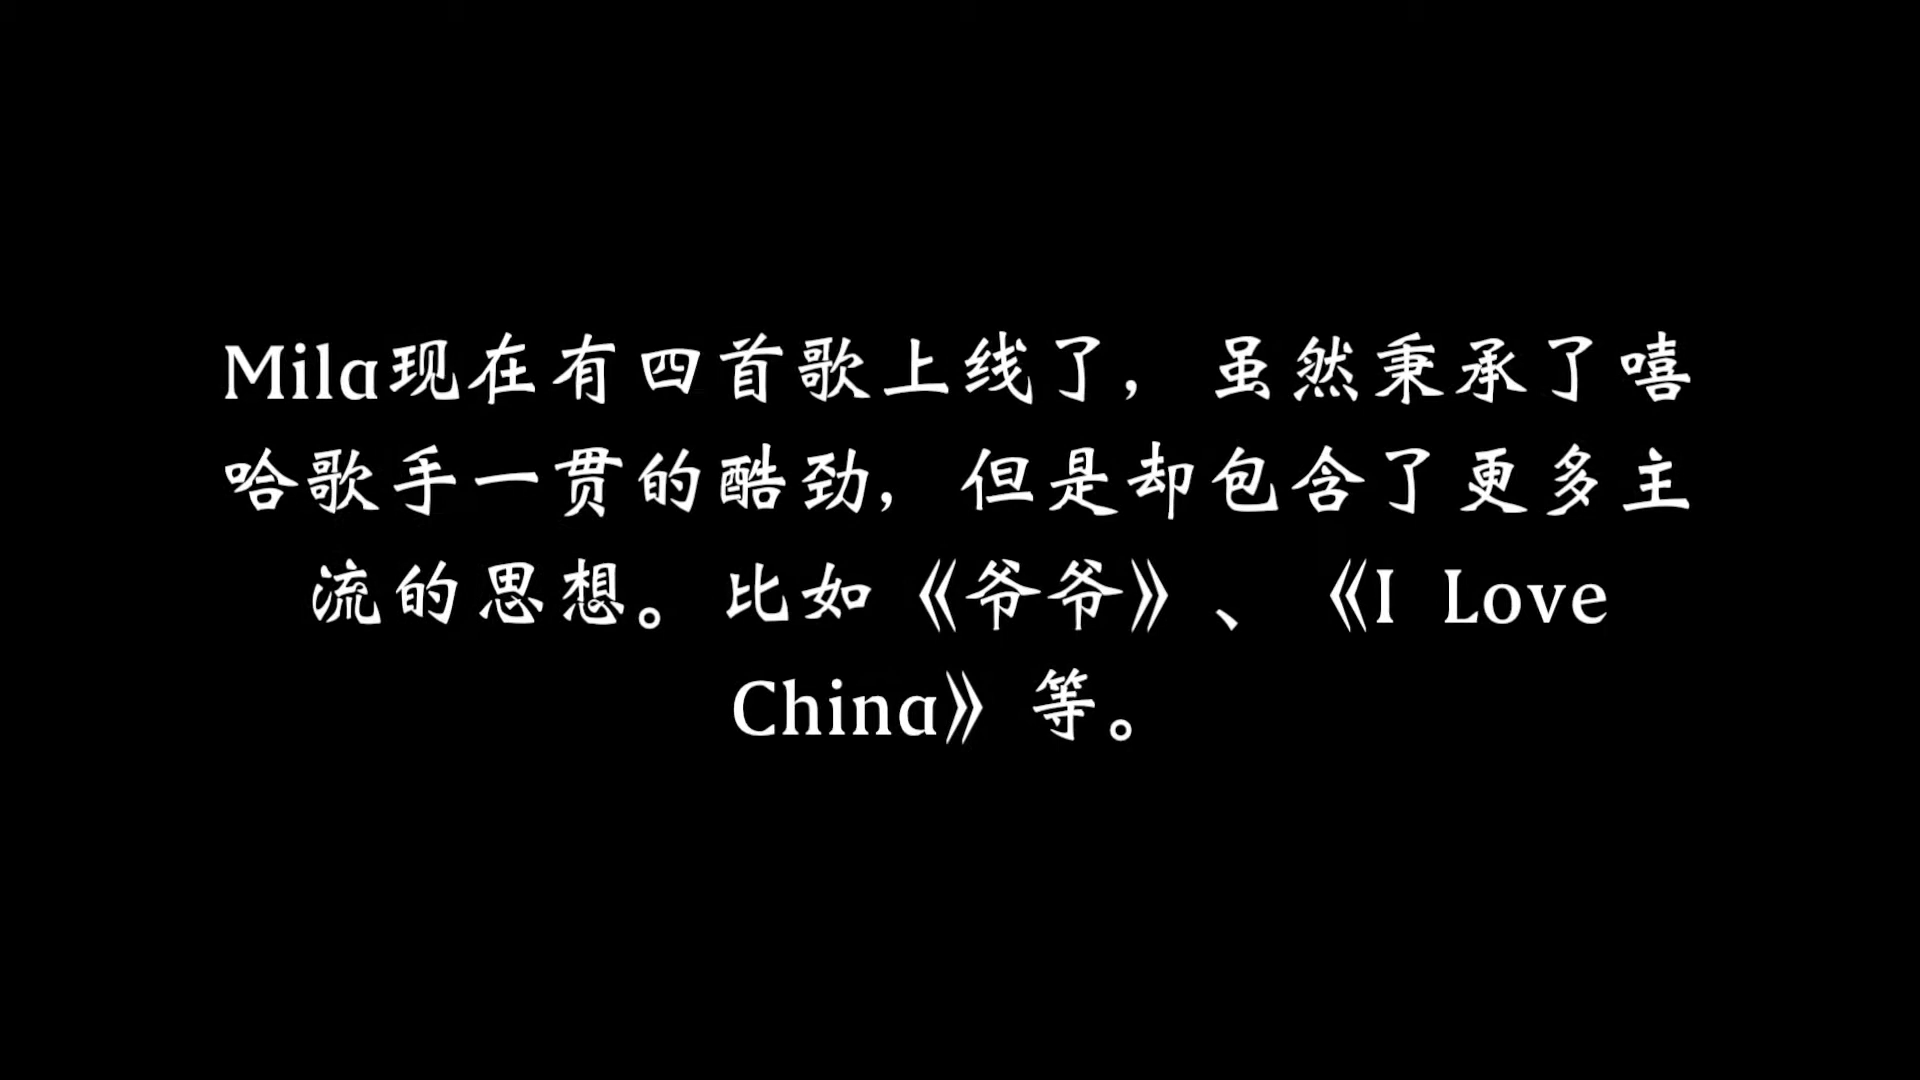 Mila现在有四首歌上线了，虽然秉承了嘻
哈歌手一贯的酷劲，但是却包含了更多主
流的思想。比如《爷爷》、《I Love
China》等。